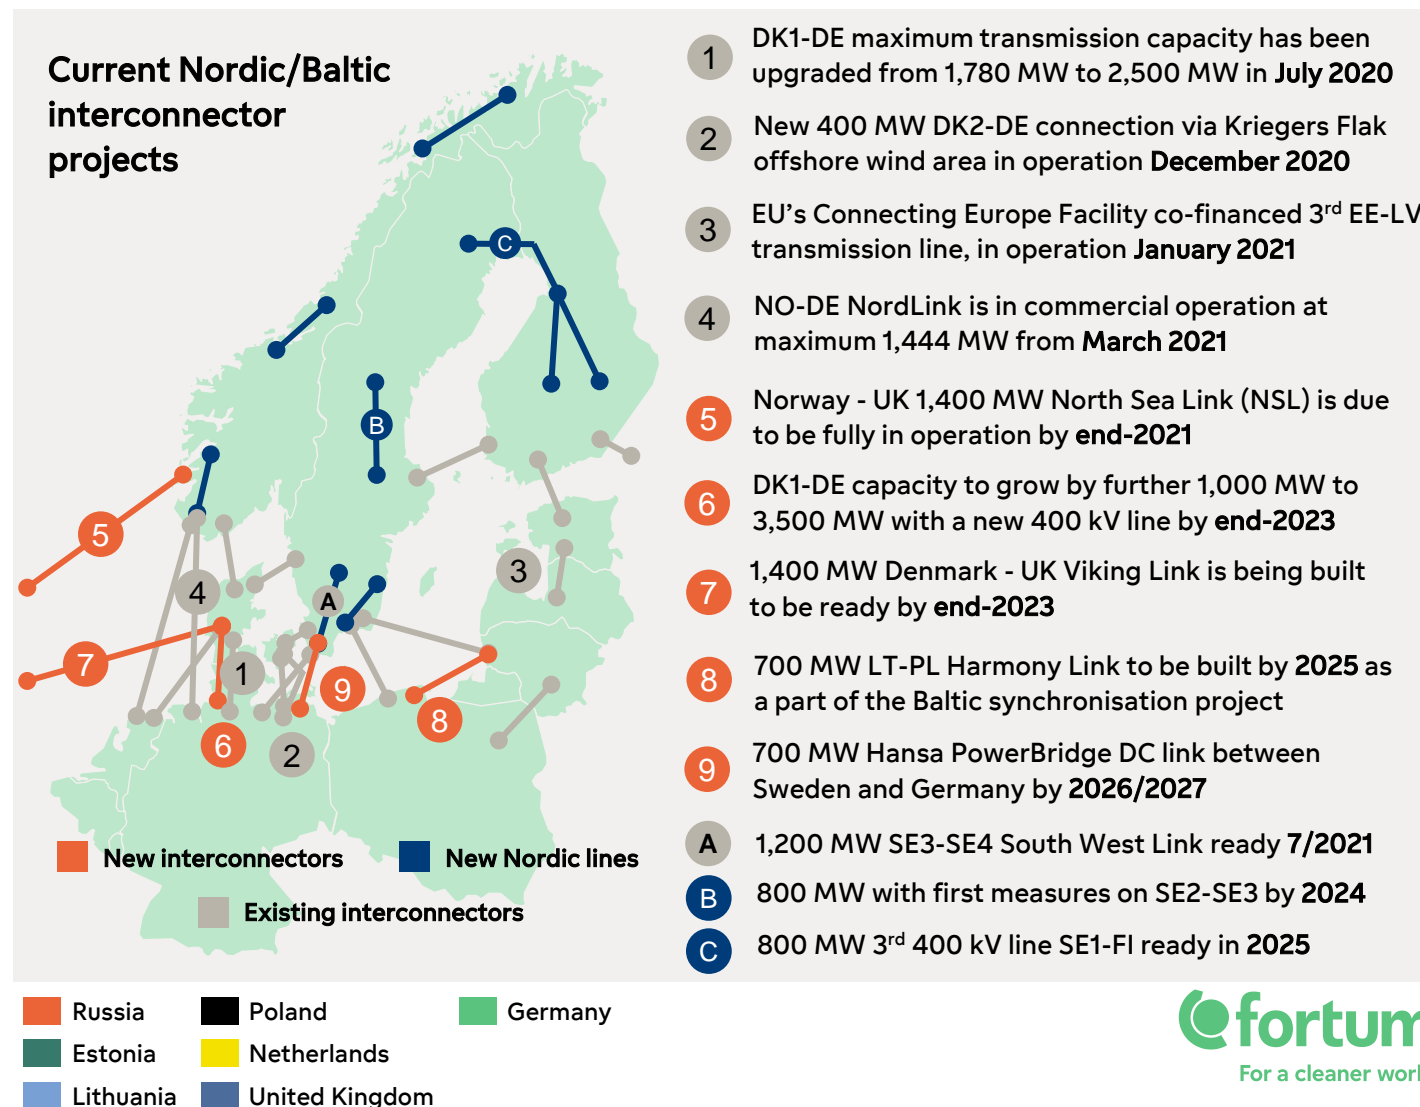 Current Nordic/Baltic
interconnector
projects
1 DK1-DE maximum transmission capacity has been
upgraded from 1,780 MW to 2,500 MW in July 2020
2 New 400 MW DK2-DE connection via Kriegers Flak
offshore wind area in operation December 2020
3 EU's Connecting Europe Facility co-financed 3rd EE-LV
transmission line, in operation January 2021
4 NO-DE NordLink is in commercial operation at
maximum 1,444 MW from March 2021
5 Norway - UK 1,400 MW North Sea Link (NSL) is due
to be fully in operation by end-2021
6 DK1-DE capacity to grow by further 1,000 MW to
3,500 MW with a new 400 kV line by end-2023
7 1,400 MW Denmark - UK Viking Link is being built
to be ready by end-2023
8 700 MW LT-PL Harmony Link to be built by 2025 as
a part of the Baltic synchronisation project
9 700 MW Hansa PowerBridge DC link between
Sweden and Germany by 2026/2027
A 1,200 MW SE3-SE4 South West Link ready 7/2021
B 800 MW with first measures on SE2-SE3 by 2024
C 800 MW 3rd 400 kV line SE1-FI ready in 2025
C
B
5
3
4
A
7
1
9
8
6
2
New interconnectors
New Nordic lines
Existing interconnectors
Russia
Poland
Germany
Estonia
Netherlands
Lithuania
United Kingdom
fortum
For a cleaner worl